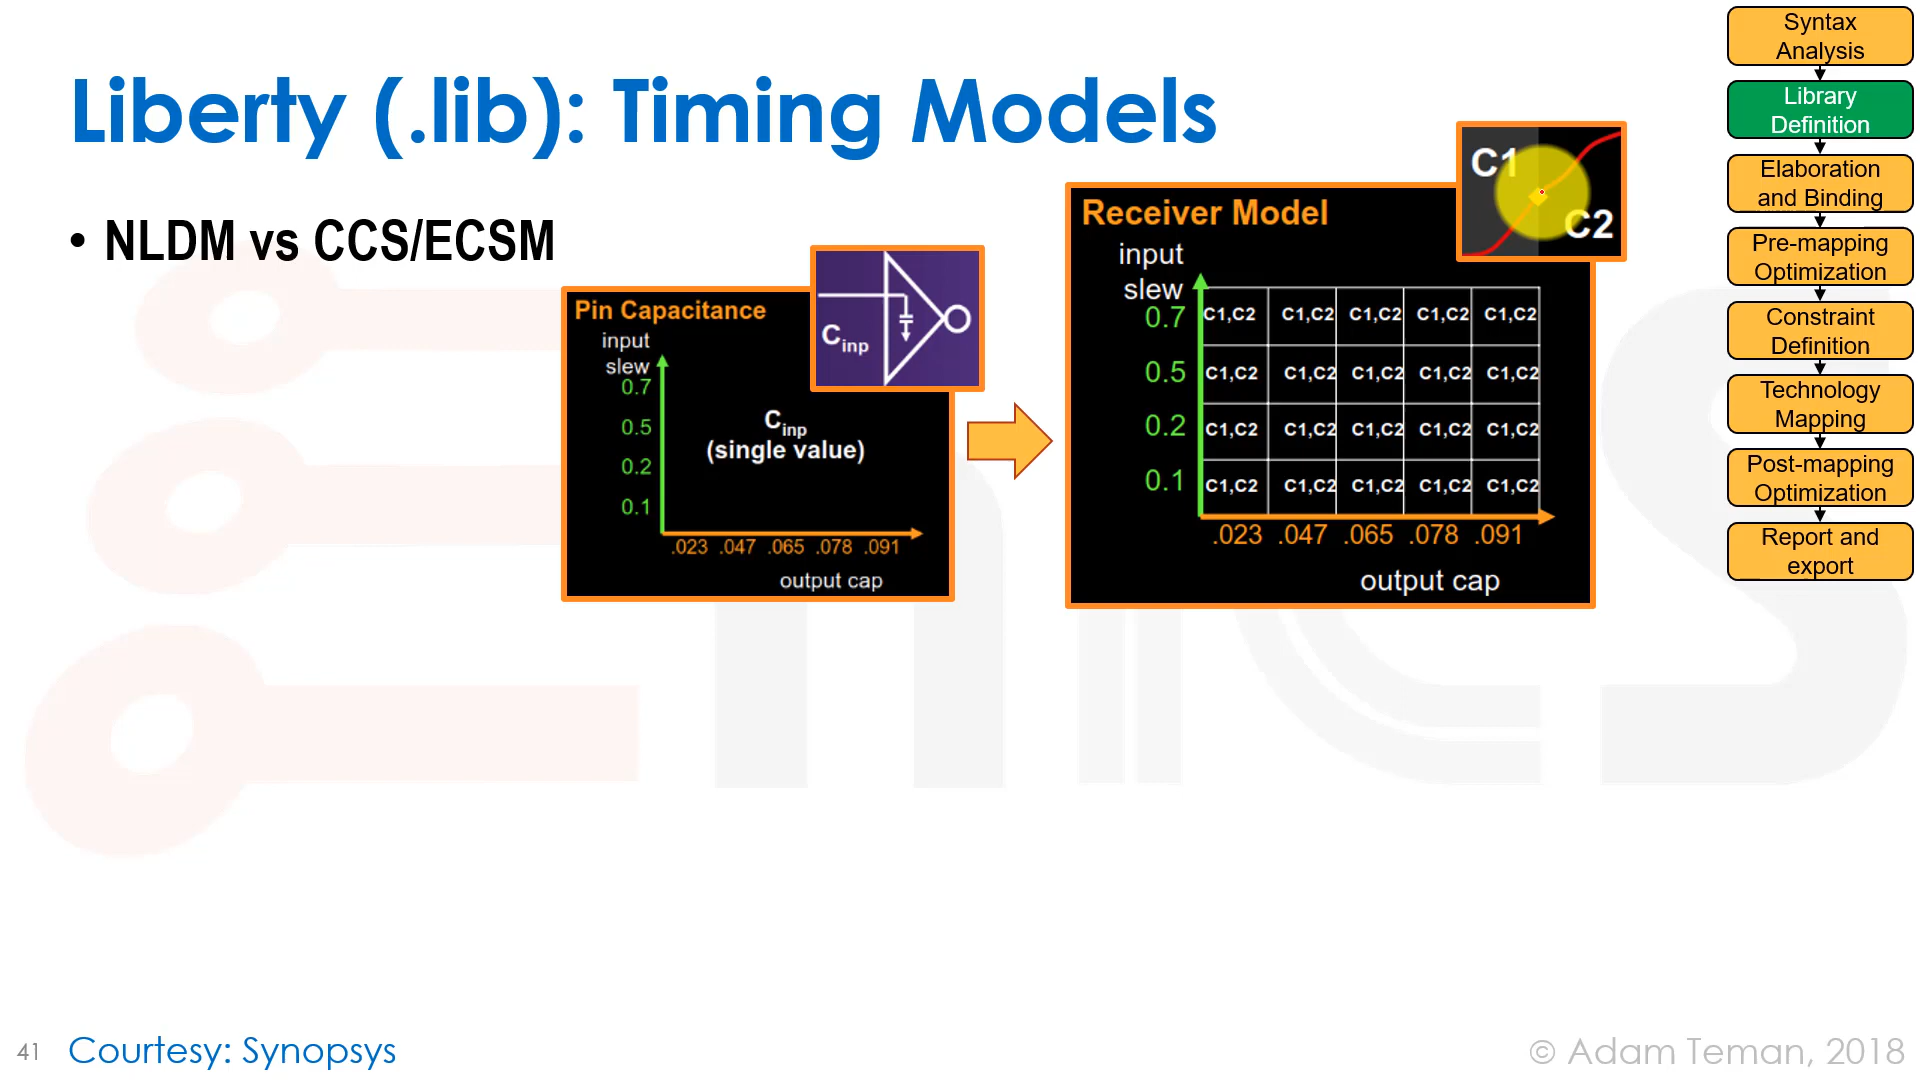 Liberty (.lib): Timing Models
• NLDM vs CCS/ECSM
Pin Capacitance
input
slew
0.7
0.5
0.2
0.1
C inp
(single value)
.023 .047 .065 .078 .091
output cap
C inp
Receiver Model
input
slew
0.7 C1,C2 C1,C2 C1,C2 C1,C2 C1,C2
0.5 C1,C2 C1,C2 C1,C2 C1,C2 C1,C2
0.2 C1,C2 C1,C2 C1,C2 C1,C2 C1,C2
0.1 C1,C2 C1,C2 C1,C2 C1,C2 C1,C2
.023 .047 .065 .078 .091
output cap
C1
C2
Syntax
Analysis
Library
Definition
Elaboration
and Binding
Pre-mapping
Optimization
Constraint
Definition
Technology
Mapping
Post-mapping
Optimization
Report and
export
41 Courtesy: Synopsys
© Adam Teman, 2018